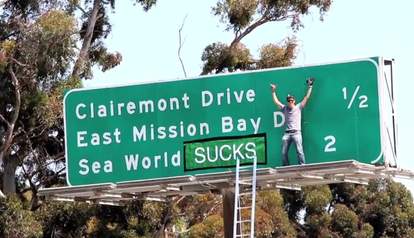 Clairemont Drive 1/2
East Mission Bay D
Sea World SUCKS D 2